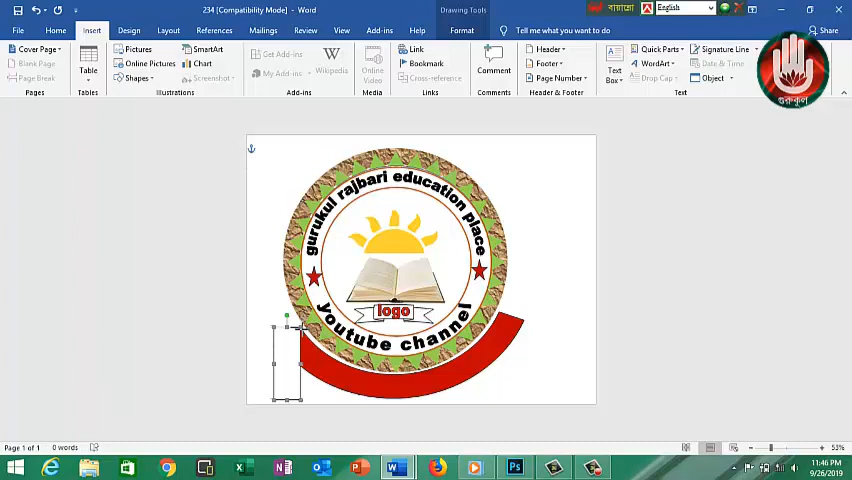 234 [Compatibility Mode] - Word
Drawing Tools
বায়ান্নো
English
File
Home
Insert
Design
Layout
References
Mailings
Review
View
Add-ins
Help
Format
Tell me what you want to do
Share
Cover Page
Blank Page
Page Break
Pages
Table
Tables
Pictures
Online Pictures
Shapes
SmartArt
Chart
Screenshot
Illustrations
Get Add-ins
My Add-ins
Wikipedia
Add-ins
Online
Video
Media
Link
Bookmark
Cross-reference
Links
Comment
Comments
Header
Footer
Page Number
Header & Footer
Text
Box
Quick Parts
WordArt
Drop Cap
Signature Line
Date & Time
Object
Text
গুরুকুল
gurukul rajbari education place
logo
youtube channel
Page 1 of 1
0 words
53%
11:46 PM
9/26/2019